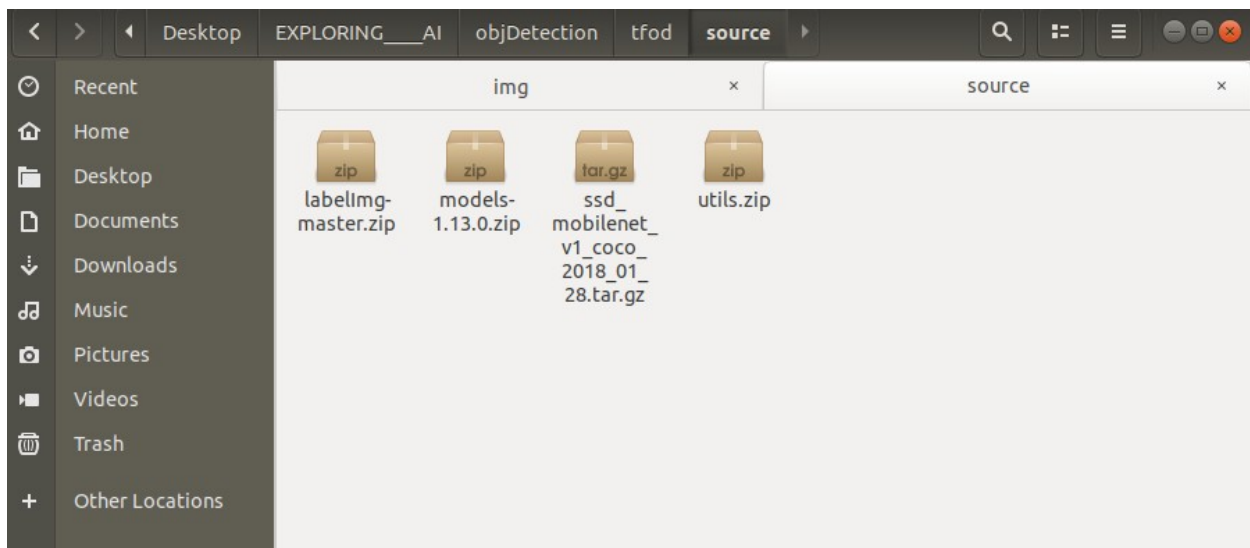 Desktop EXPLORING____AI objDetection tfod source
Recent
Home
Desktop
Documents
Downloads
Music
Pictures
Videos
Trash
Other Locations
img
source
zip
labelImg-
master.zip
zip
models-
1.13.0.zip
tar.gz
ssd_
mobilenet_
v1_coco_
2018_01_
28.tar.gz
zip
utils.zip